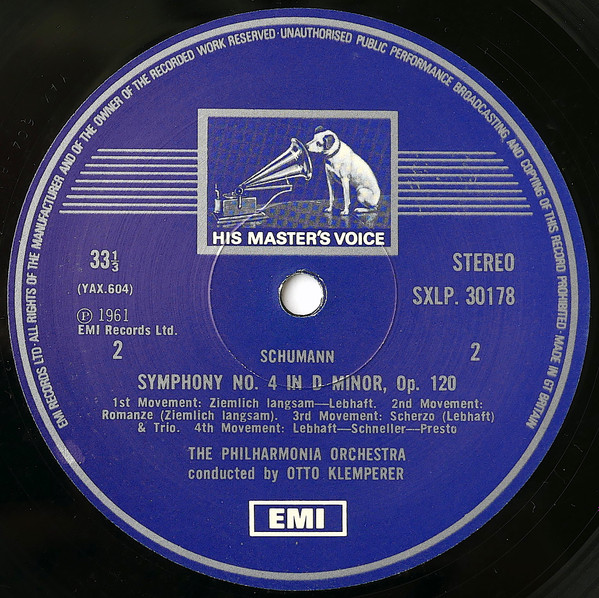 EMI RECORDS LTD·ALL RIGHTS OF THE MANUFACTURER AND OF THE OWNER OF THE RECORDED WORK RESERVED·UNAUTHORISED PUBLIC PERFORMANCE BROADCASTING AND COPYING OF THIS RECORD PROHIBITED·MADE IN GT BRITAIN
HIS MASTER'S VOICE
33⅓
STEREO
(YAX.604)
SXLP. 30178
Ⓟ 1961
EMI Records Ltd.
2
2
SCHUMANN
SYMPHONY NO. 4 IN D MINOR, Op. 120
1st Movement: Ziemlich langsam—Lebhaft. 2nd Movement:
Romanze (Ziemlich langsam). 3rd Movement: Scherzo (Lebhaft)
& Trio. 4th Movement: Lebhaft—Schneller—Presto
THE PHILHARMONIA ORCHESTRA
conducted by OTTO KLEMPERER
EMI